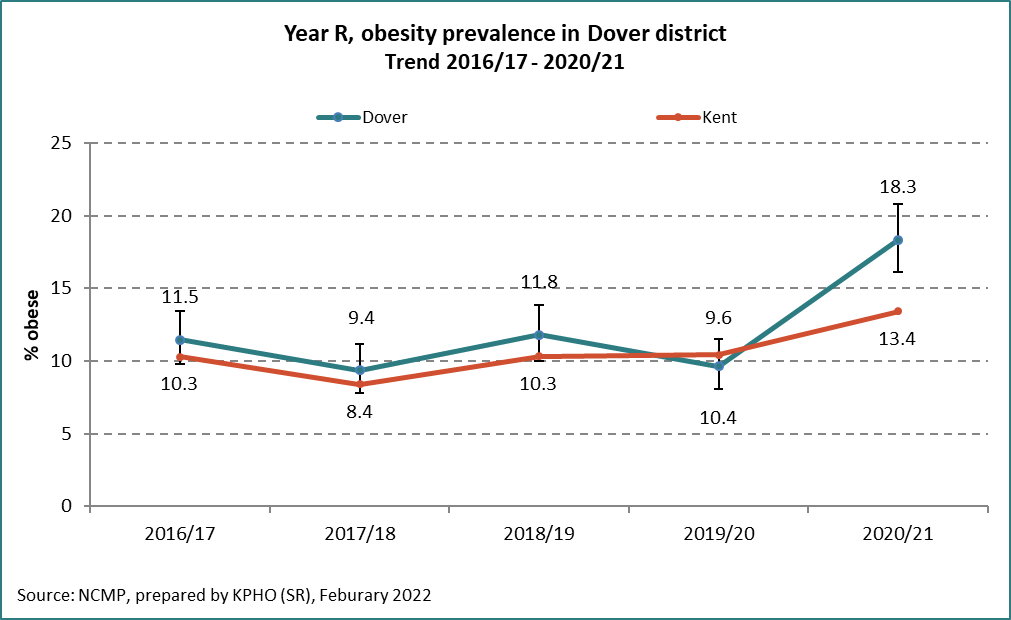 Year R, obesity prevalence in Dover district
Trend 2016/17 - 2020/21
Dover Kent
25
20
15
10
5
0
% obese
11.5
9.4
11.8
9.6
18.3
10.3
8.4
10.3
10.4
13.4
2016/17 2017/18 2018/19 2019/20 2020/21
Source: NCMP, prepared by KPHO (SR), Feburary 2022